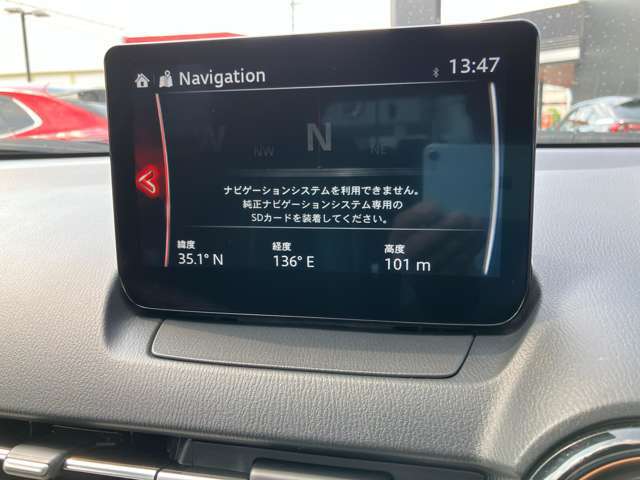 Navigation
13:47
N
NW
N
NE
ナビゲーションシステムを利用できません。
純正ナビゲーションシステム専用の
SDカードを装着してください。
緯度
経度
高度
35.1° N
136° E
101 m